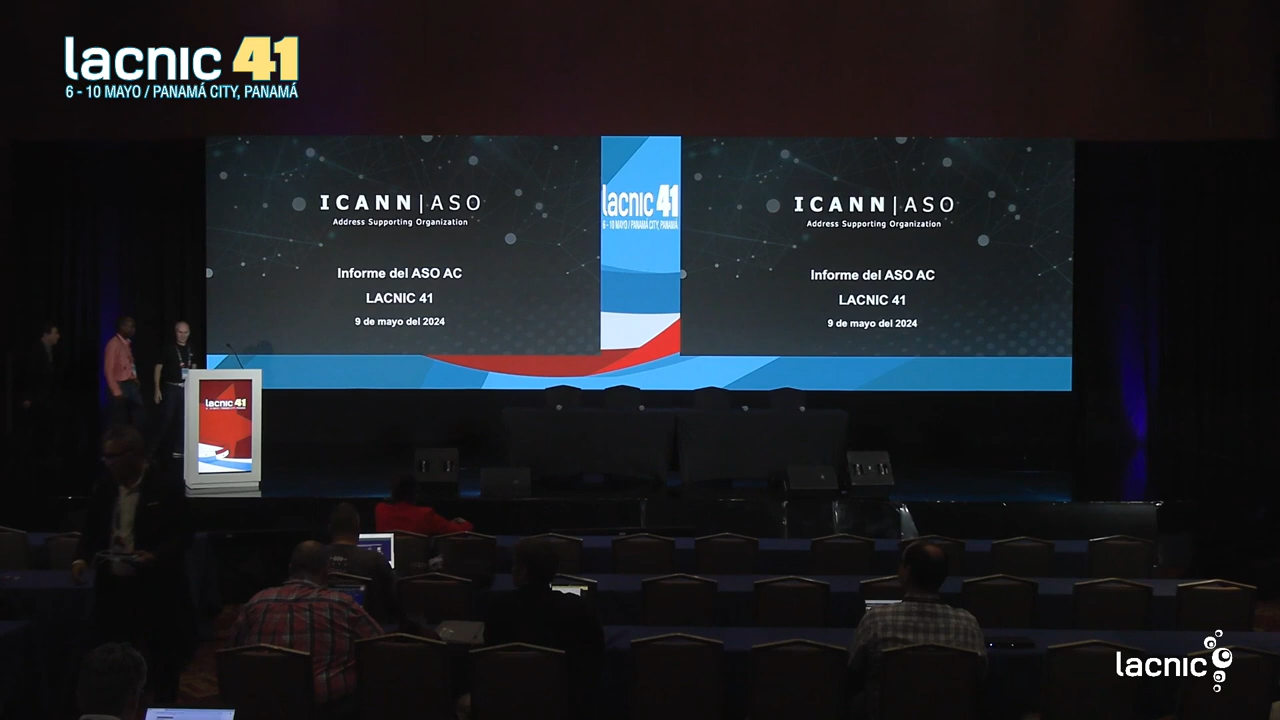 lacnic 41
6 - 10 MAYO / PANAMÁ CITY, PANAMÁ
ICANN | ASO
Address Supporting Organization
Informe del ASO AC
LACNIC 41
9 de mayo del 2024
lacnic 41
6 - 10 MAYO / PANAMÁ CITY, PANAMÁ
ICANN | ASO
Address Supporting Organization
Informe del ASO AC
LACNIC 41
9 de mayo del 2024
lacnic 41
lacnic